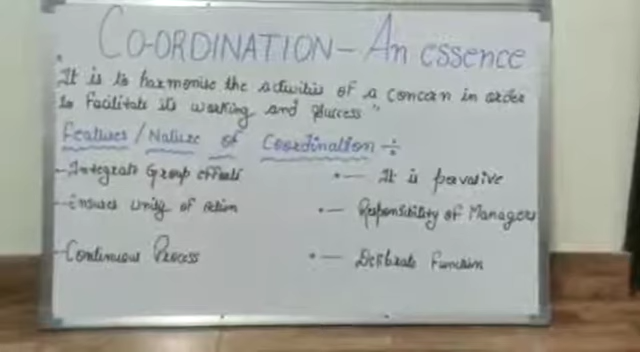 CO-ORDINATION – An essence
"It is to harmonise the activities of a concern in order
to facilitate its working and success"
Features / Nature of Coordination ÷
- Integrate Group efforts
- ensures unity of action
- Continuous Process
• — It is pervasive
• — Responsibility of Managers
• — Delibrate Function